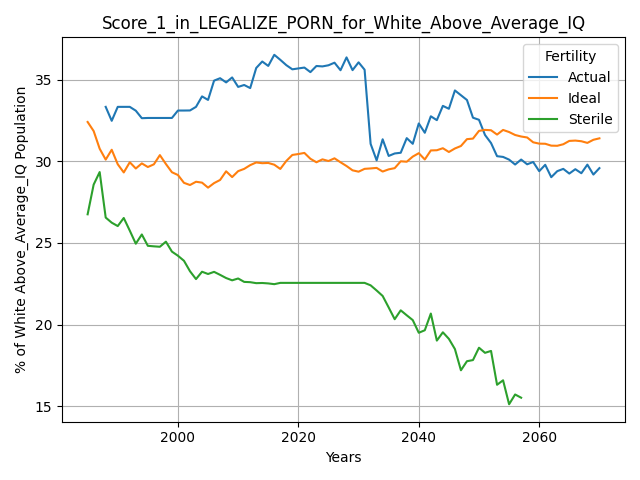 Score_1_in_LEGALIZE_PORN_for_White_Above_Average_IQ
Fertility
Actual
Ideal
Sterile
% of White Above_Average_IQ Population
35
30
25
20
15
2000
2020
2040
2060
Years